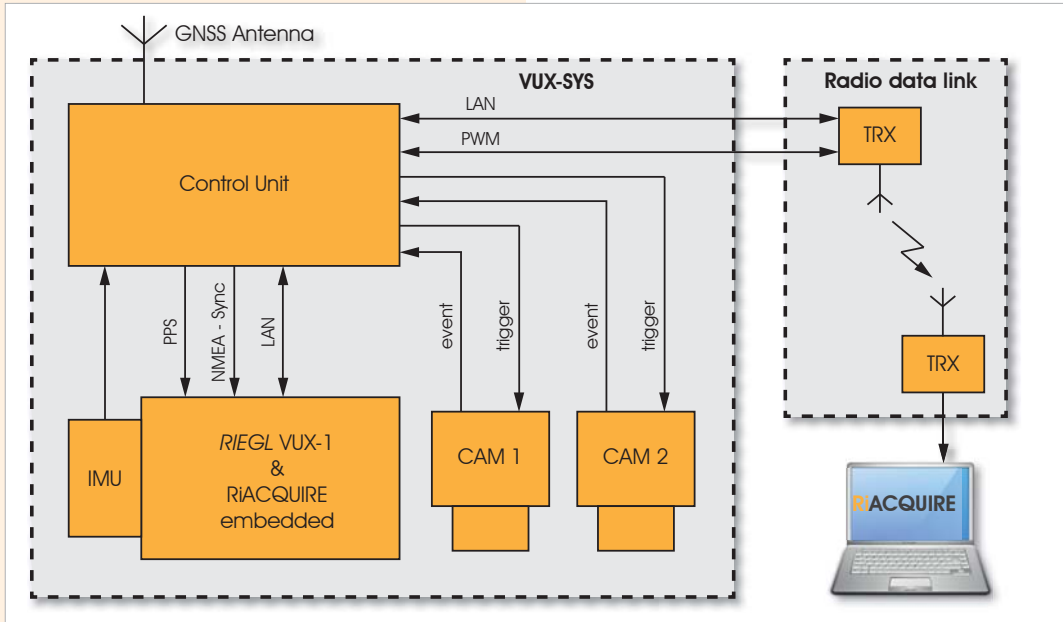 GNSS Antenna
VUX-SYS
Radio data link
LAN
TRX
PWM
Control Unit
PPS
NMEA - Sync
LAN
event
trigger
event
trigger
TRX
IMU
RIEGL VUX-1
&
RiACQUIRE
embedded
CAM 1
CAM 2
RiACQUIRE